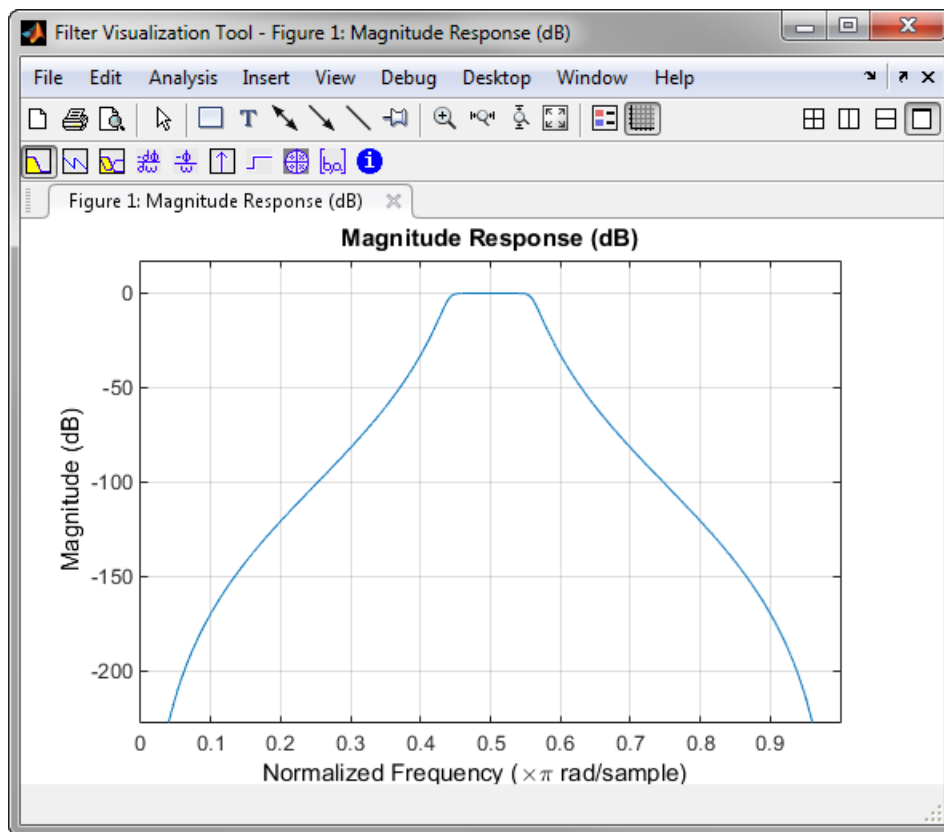 Filter Visualization Tool - Figure 1: Magnitude Response (dB)
File Edit Analysis Insert View Debug Desktop Window Help
T
[b,a]
Figure 1: Magnitude Response (dB)
Magnitude Response (dB)
Magnitude (dB)
0
-50
-100
-150
-200
0 0.1 0.2 0.3 0.4 0.5 0.6 0.7 0.8 0.9
Normalized Frequency (×π rad/sample)